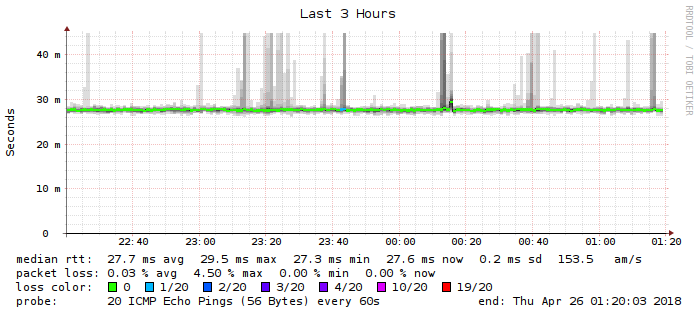 Last 3 Hours
RRDTOOL / TOBI OETIKER
Seconds
40 m
30 m
20 m
10 m
0
22:40 23:00 23:20 23:40 00:00 00:20 00:40 01:00 01:20
median rtt: 27.7 ms avg 29.5 ms max 27.3 ms min 27.6 ms now 0.2 ms sd 153.5 am/s
packet loss: 0.03 % avg 4.50 % max 0.00 % min 0.00 % now
loss color: 0 1/20 2/20 3/20 4/20 10/20 19/20
probe: 20 ICMP Echo Pings (56 Bytes) every 60s end: Thu Apr 26 01:20:03 2018